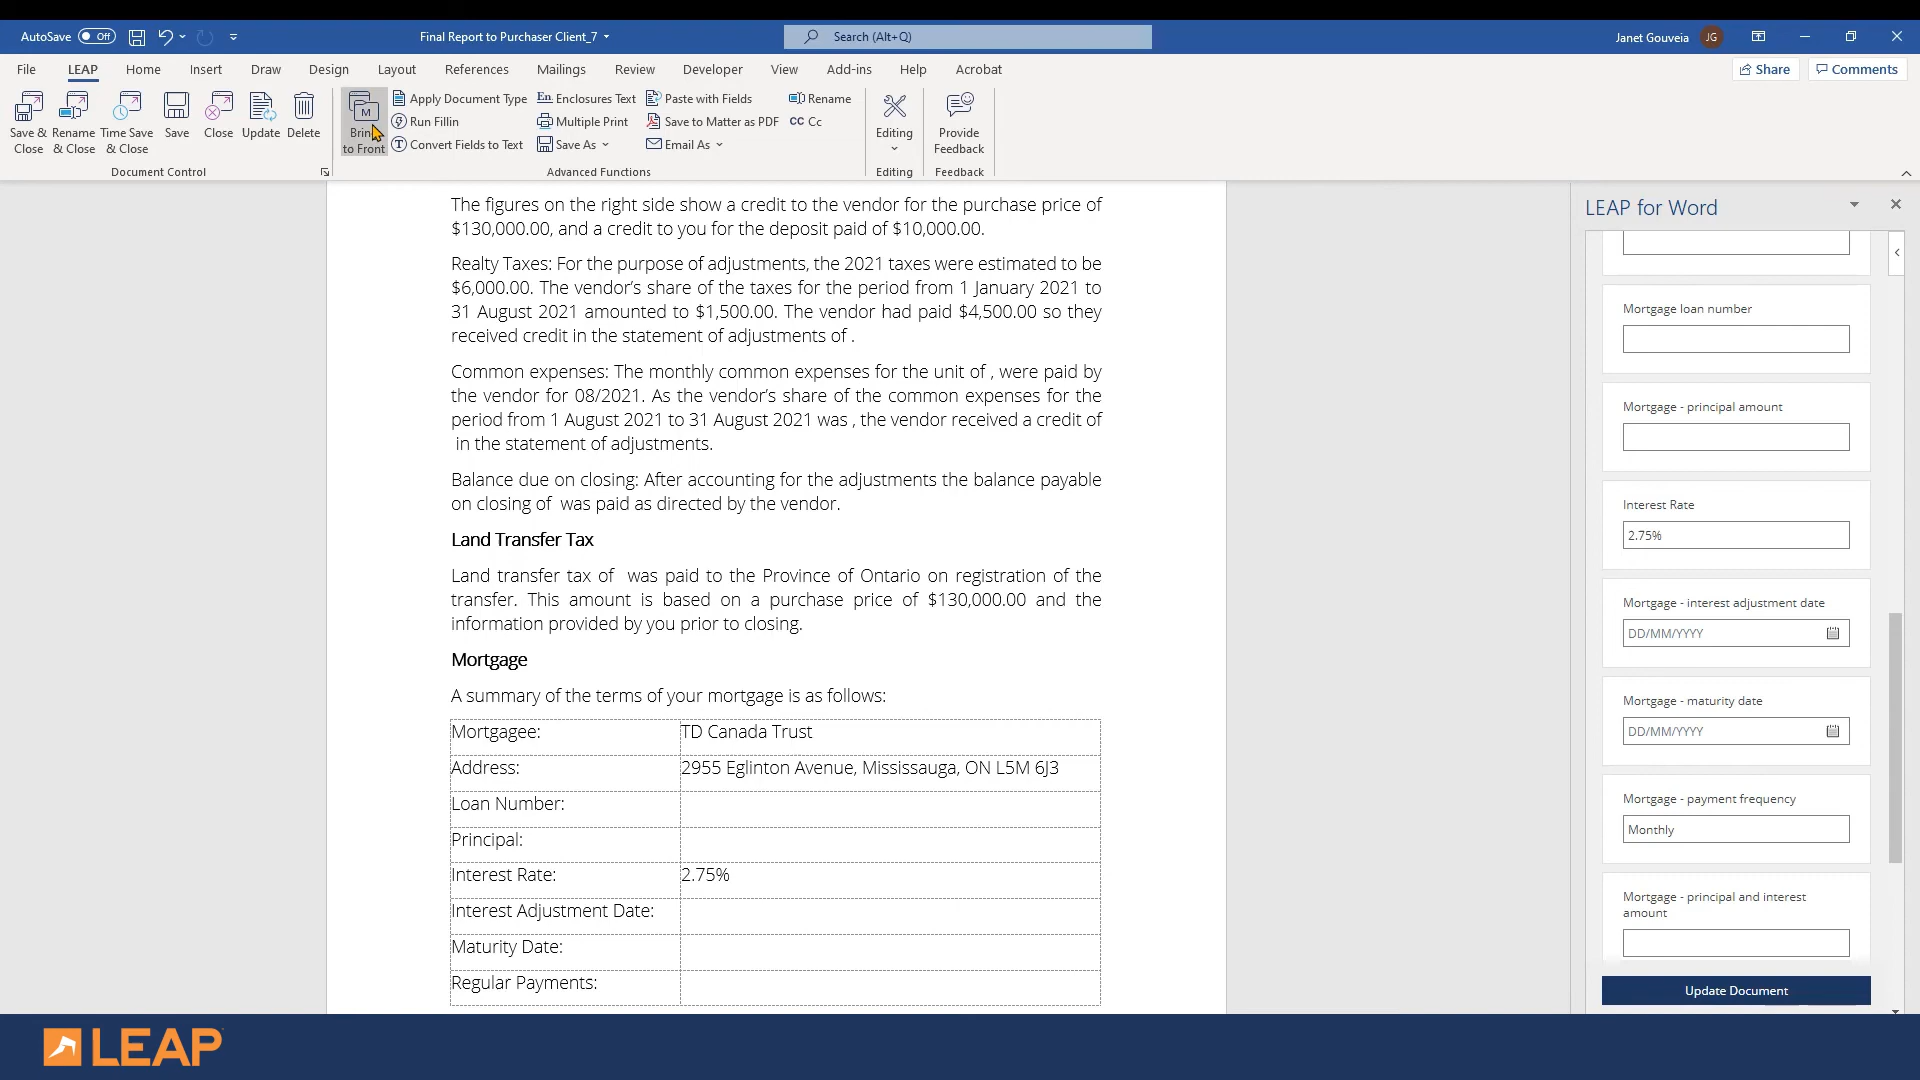 AutoSave Off
Final Report to Purchaser Client_7
Search (Alt+Q)
Janet Gouveia JG
File LEAP Home Insert Draw Design Layout References Mailings Review Developer View Add-ins Help Acrobat Share Comments
Save & Close
Rename & Close
Time Save & Close
Save
Close
Update
Delete
Document Control
to Front
Apply Document Type
Run Fillin
Convert Fields to Text
Enclosures Text
Multiple Print
Save As
Paste with Fields
Save to Matter as PDF
Email As
Rename
CC Cc
Advanced Functions
Editing
Editing
Provide Feedback
Feedback
The figures on the right side show a credit to the vendor for the purchase price of
$130,000.00, and a credit to you for the deposit paid of $10,000.00.
Realty Taxes: For the purpose of adjustments, the 2021 taxes were estimated to be
$6,000.00. The vendor's share of the taxes for the period from 1 January 2021 to
31 August 2021 amounted to $1,500.00. The vendor had paid $4,500.00 so they
received credit in the statement of adjustments of .
Common expenses: The monthly common expenses for the unit of , were paid by
the vendor for 08/2021. As the vendor's share of the common expenses for the
period from 1 August 2021 to 31 August 2021 was , the vendor received a credit of
in the statement of adjustments.
Balance due on closing: After accounting for the adjustments the balance payable
on closing of was paid as directed by the vendor.
Land Transfer Tax
Land transfer tax of was paid to the Province of Ontario on registration of the
transfer. This amount is based on a purchase price of $130,000.00 and the
information provided by you prior to closing.
Mortgage
A summary of the terms of your mortgage is as follows:
Mortgagee: TD Canada Trust
Address: 2955 Eglinton Avenue, Mississauga, ON L5M 6J3
Loan Number:
Principal:
Interest Rate: 2.75%
Interest Adjustment Date:
Maturity Date:
Regular Payments:
LEAP for Word
Mortgage loan number
Mortgage - principal amount
Interest Rate
2.75%
Mortgage - interest adjustment date
DD/MM/YYYY
Mortgage - maturity date
DD/MM/YYYY
Mortgage - payment frequency
Monthly
Mortgage - principal and interest
amount
Update Document
LEAP